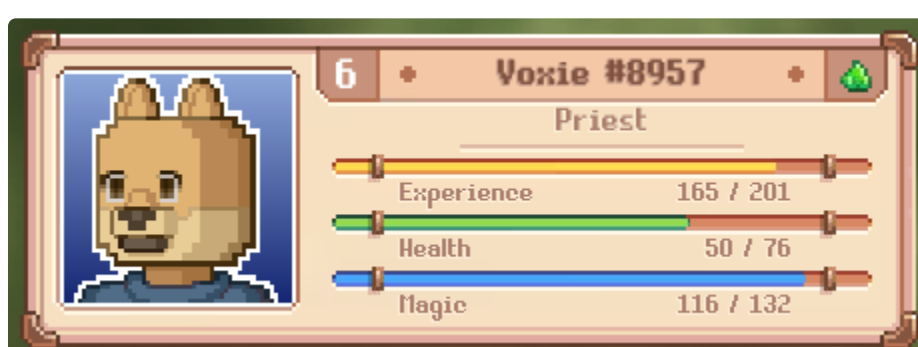 6 Voxie #8957
Priest
Experience 165 / 201
Health 50 / 76
Magic 116 / 132